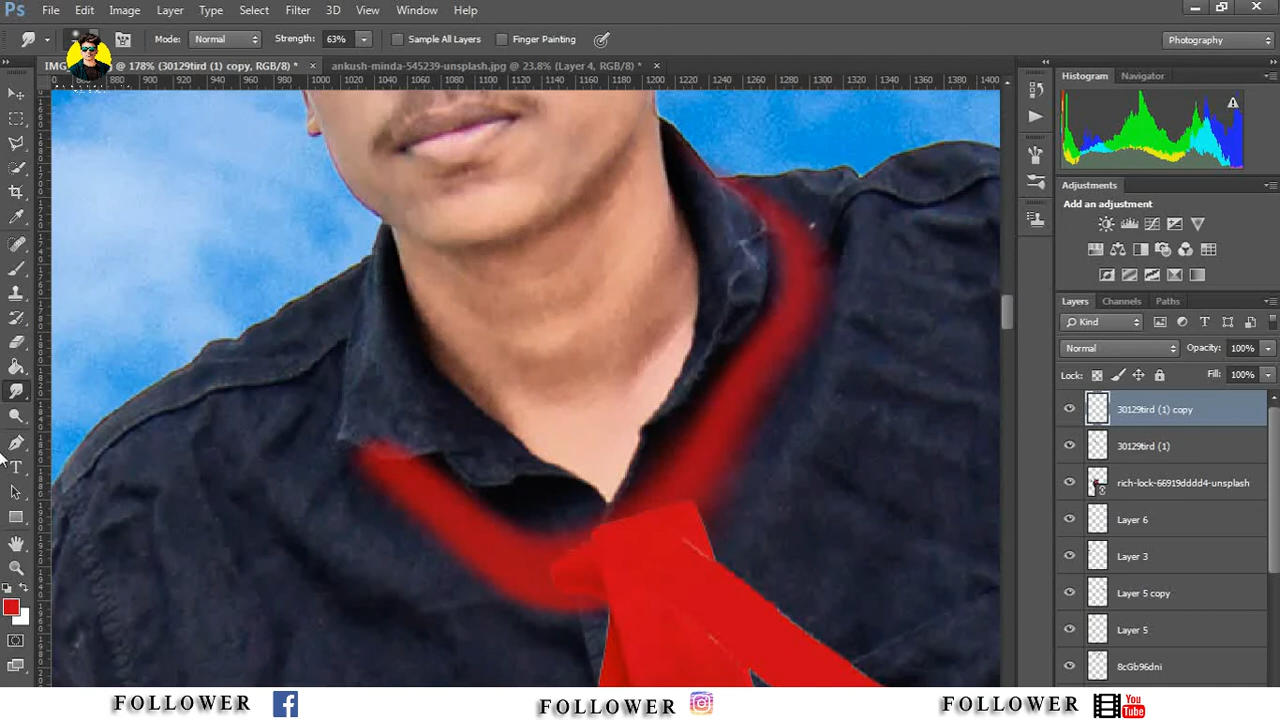 Ps File Edit Image Layer Type Select Filter 3D View Window Help
Mode: Normal Strength: 63% Sample All Layers Finger Painting Photography
IMG @ 178% (30129tird (1) copy, RGB/8) * × ankush-minda-545239-unsplash.jpg @ 23.8% (Layer 4, RGB/8) * ×
Histogram Navigator
Adjustments
Add an adjustment
Layers Channels Paths
Kind
Normal Opacity: 100%
Lock: Fill: 100%
30129tird (1) copy
30129tird (1)
rich-lock-66919dddd4-unsplash
Layer 6
Layer 3
Layer 5 copy
Layer 5
8cGb96dni
FOLLOWER FOLLOWER FOLLOWER You Tube